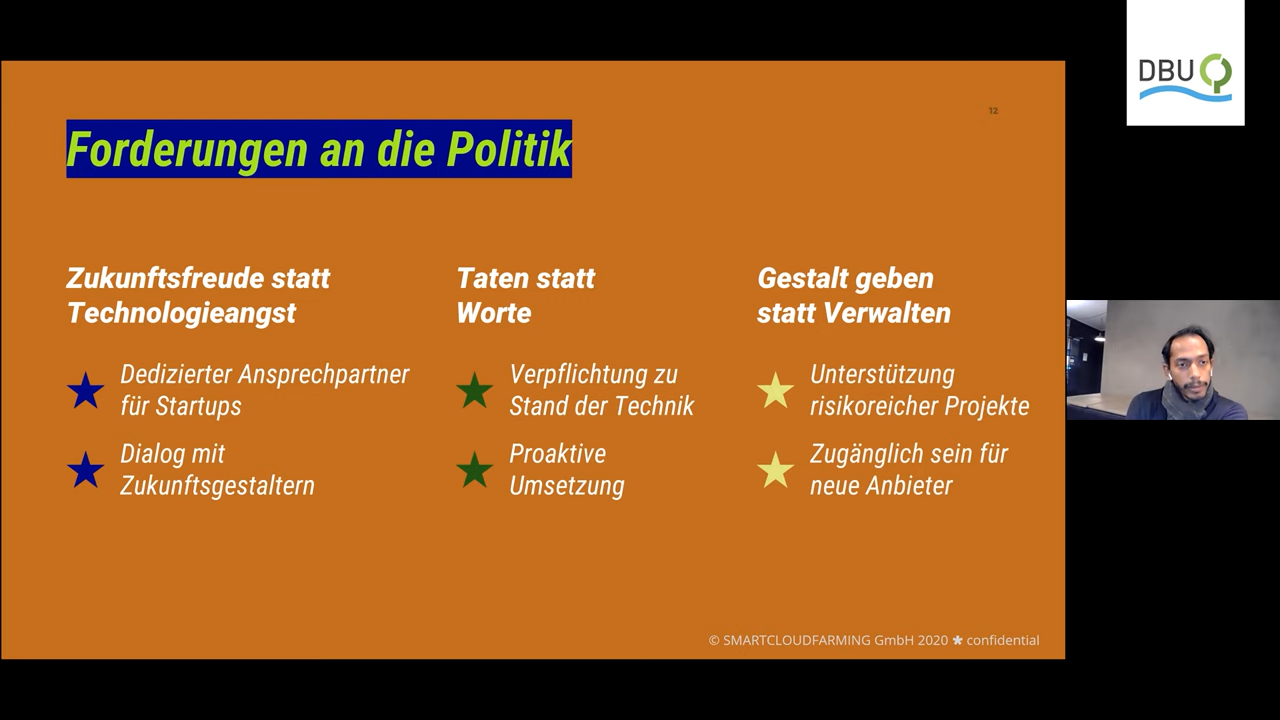 DBU
12
Forderungen an die Politik
Zukunftsfreude statt
Technologieangst
Dedizierter Ansprechpartner
für Startups
Dialog mit
Zukunftsgestaltern
Taten statt
Worte
Verpflichtung zu
Stand der Technik
Proaktive
Umsetzung
Gestalt geben
statt Verwalten
Unterstützung
risikoreicher Projekte
Zugänglich sein für
neue Anbieter
© SMARTCLOUDFARMING GmbH 2020 * confidential